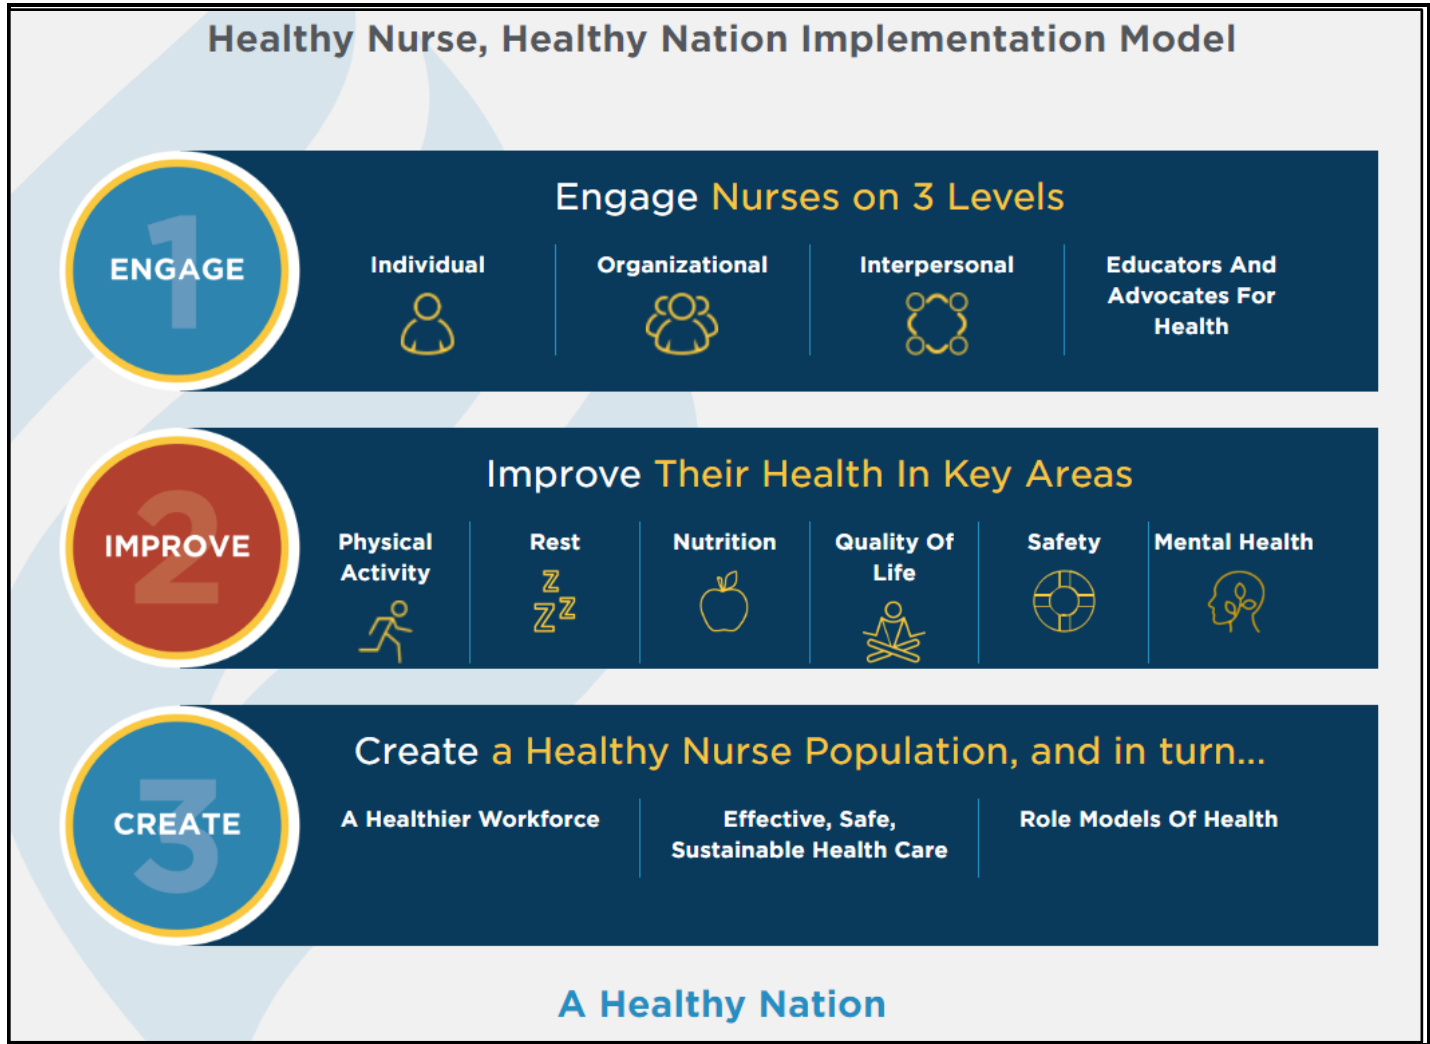 Healthy Nurse, Healthy Nation Implementation Model
1
ENGAGE
Engage Nurses on 3 Levels
Individual
Organizational
Interpersonal
Educators And
Advocates For
Health
2
IMPROVE
Improve Their Health In Key Areas
Physical
Activity
Rest
Z
Z Z
Nutrition
Quality Of
Life
Safety
Mental Health
3
CREATE
Create a Healthy Nurse Population, and in turn...
A Healthier Workforce
Effective, Safe,
Sustainable Health Care
Role Models Of Health
A Healthy Nation